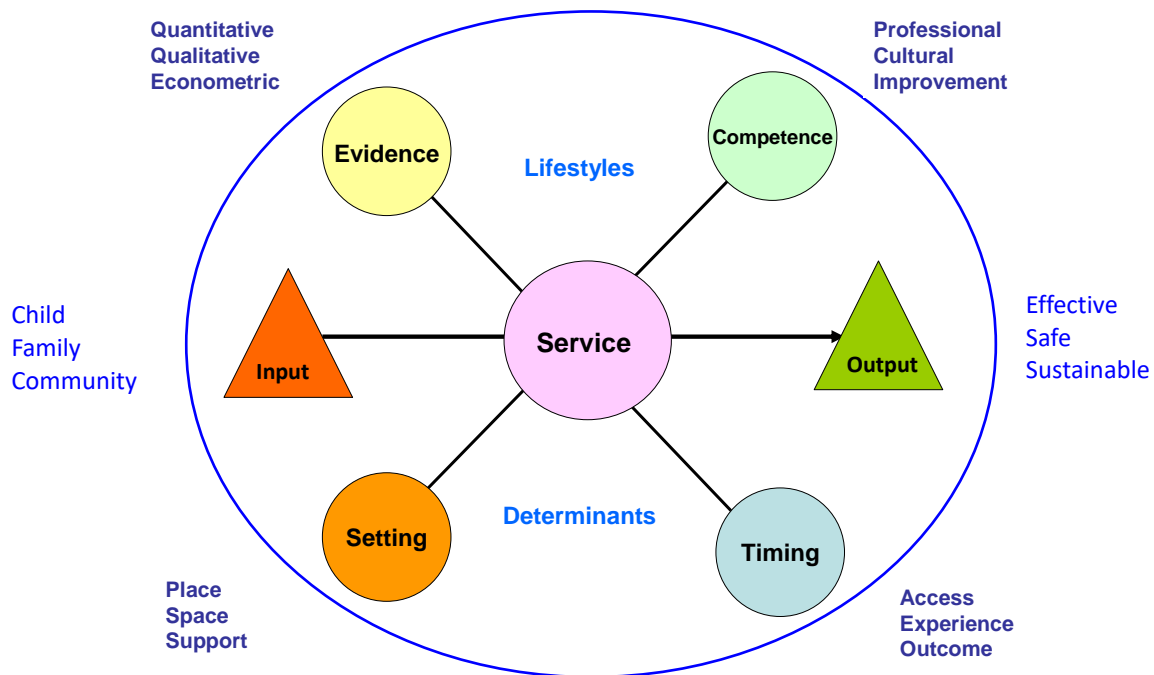 Quantitative
Qualitative
Econometric
Professional
Cultural
Improvement
Evidence
Competence
Lifestyles
Child
Family
Community
Input
Service
Output
Effective
Safe
Sustainable
Setting
Determinants
Timing
Place
Space
Support
Access
Experience
Outcome